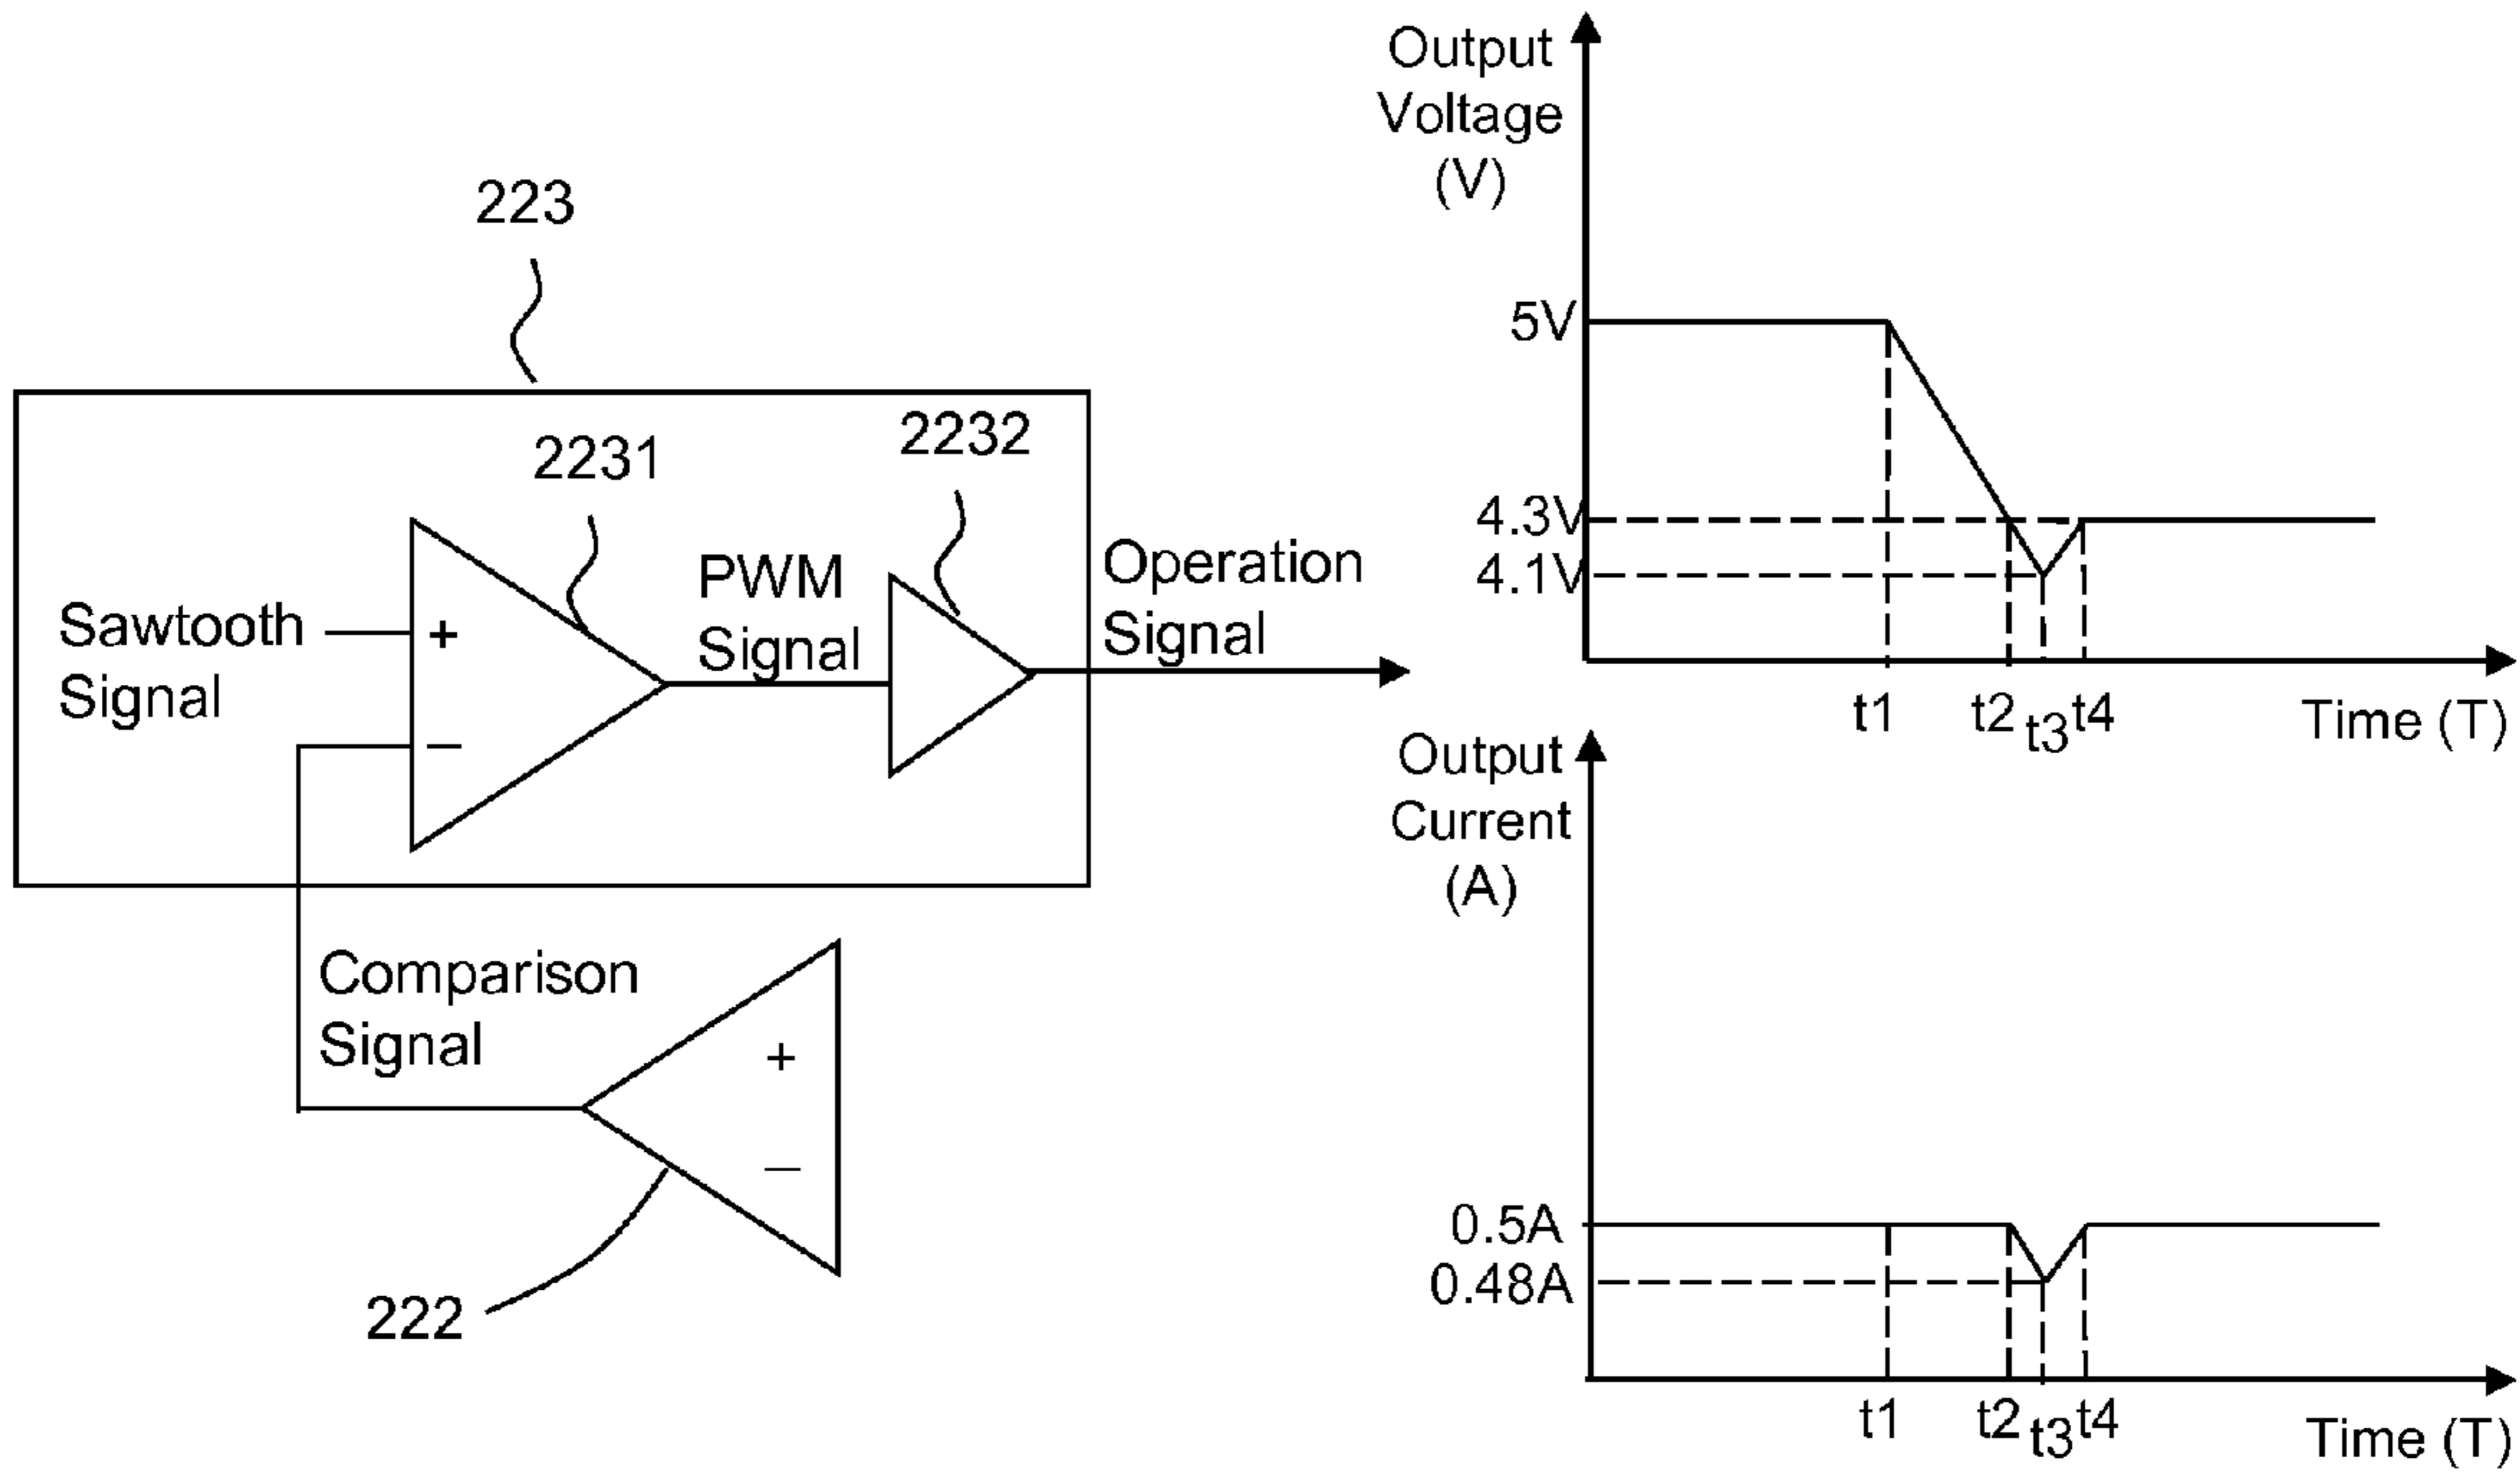 223
2231
2232
Sawtooth
Signal
+
−
PWM
Signal
Operation
Signal
Comparison
Signal
+
−
222
Output
Voltage
(V)
5V
4.3V
4.1V
t1
t2
t3
t4
Time (T)
Output
Current
(A)
0.5A
0.48A
t1
t2
t3
t4
Time (T)